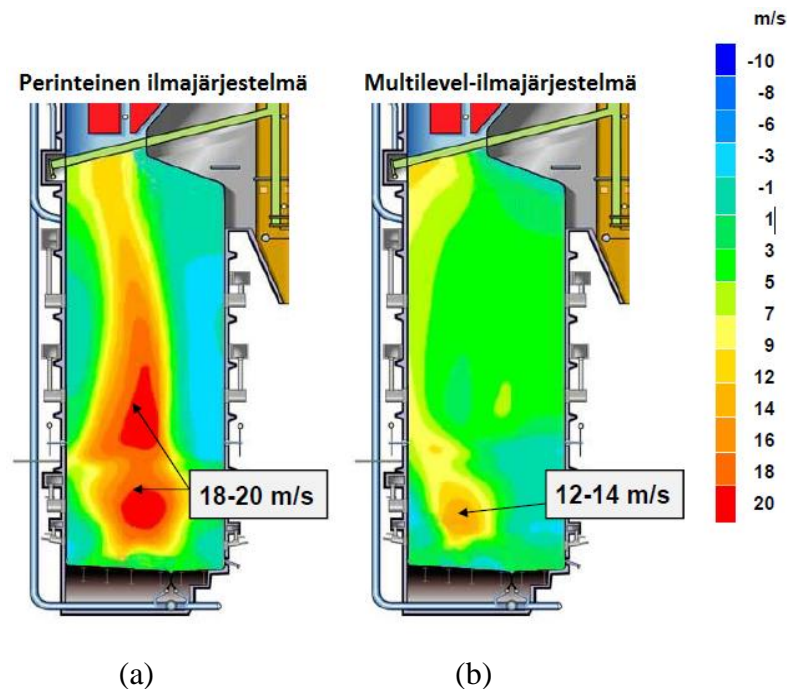 m/s
Perinteinen ilmajärjestelmä
Multilevel-ilmajärjestelmä
-10
-8
-6
-3
-1
1
3
5
7
9
12
14
16
18
20
18-20 m/s
12-14 m/s
(a)
(b)